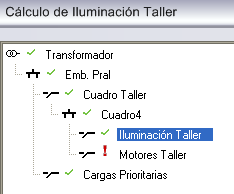 Cálculo de Iluminación Taller
Transformador
Emb. Pral
Cuadro Taller
Cuadro4
Iluminación Taller
Motores Taller
Cargas Prioritarias